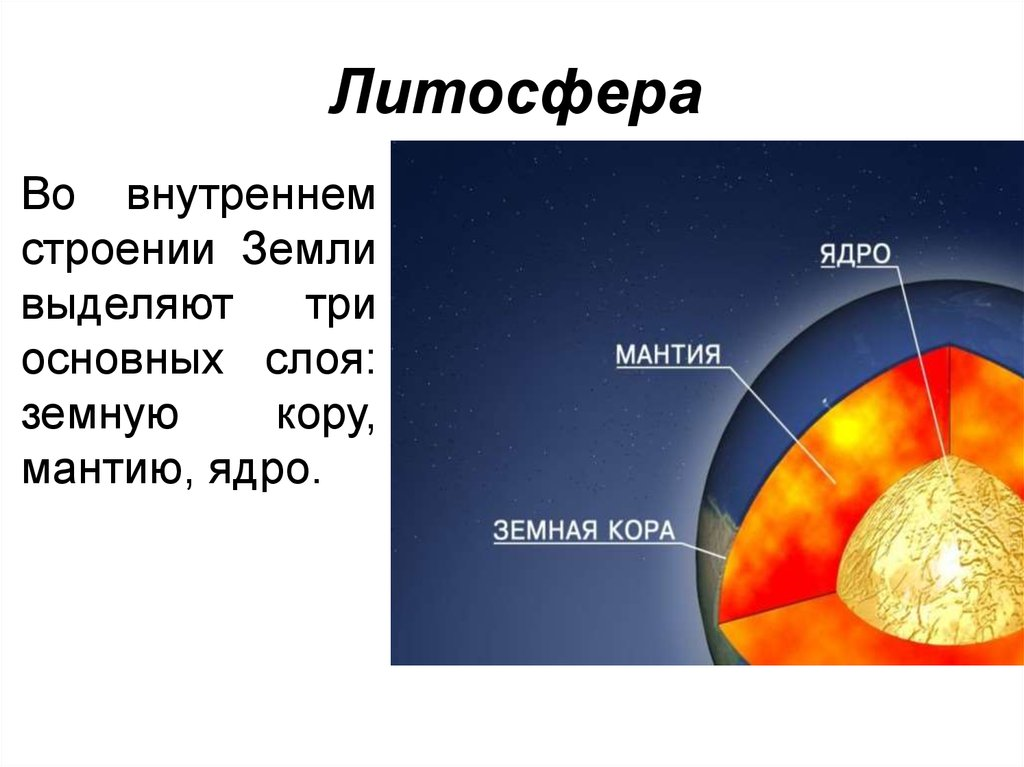 Литосфера
Во внутреннем
строении Земли
выделяют три
основных слоя:
земную кору,
мантию, ядро.
ЯДРО
МАНТИЯ
ЗЕМНАЯ КОРА